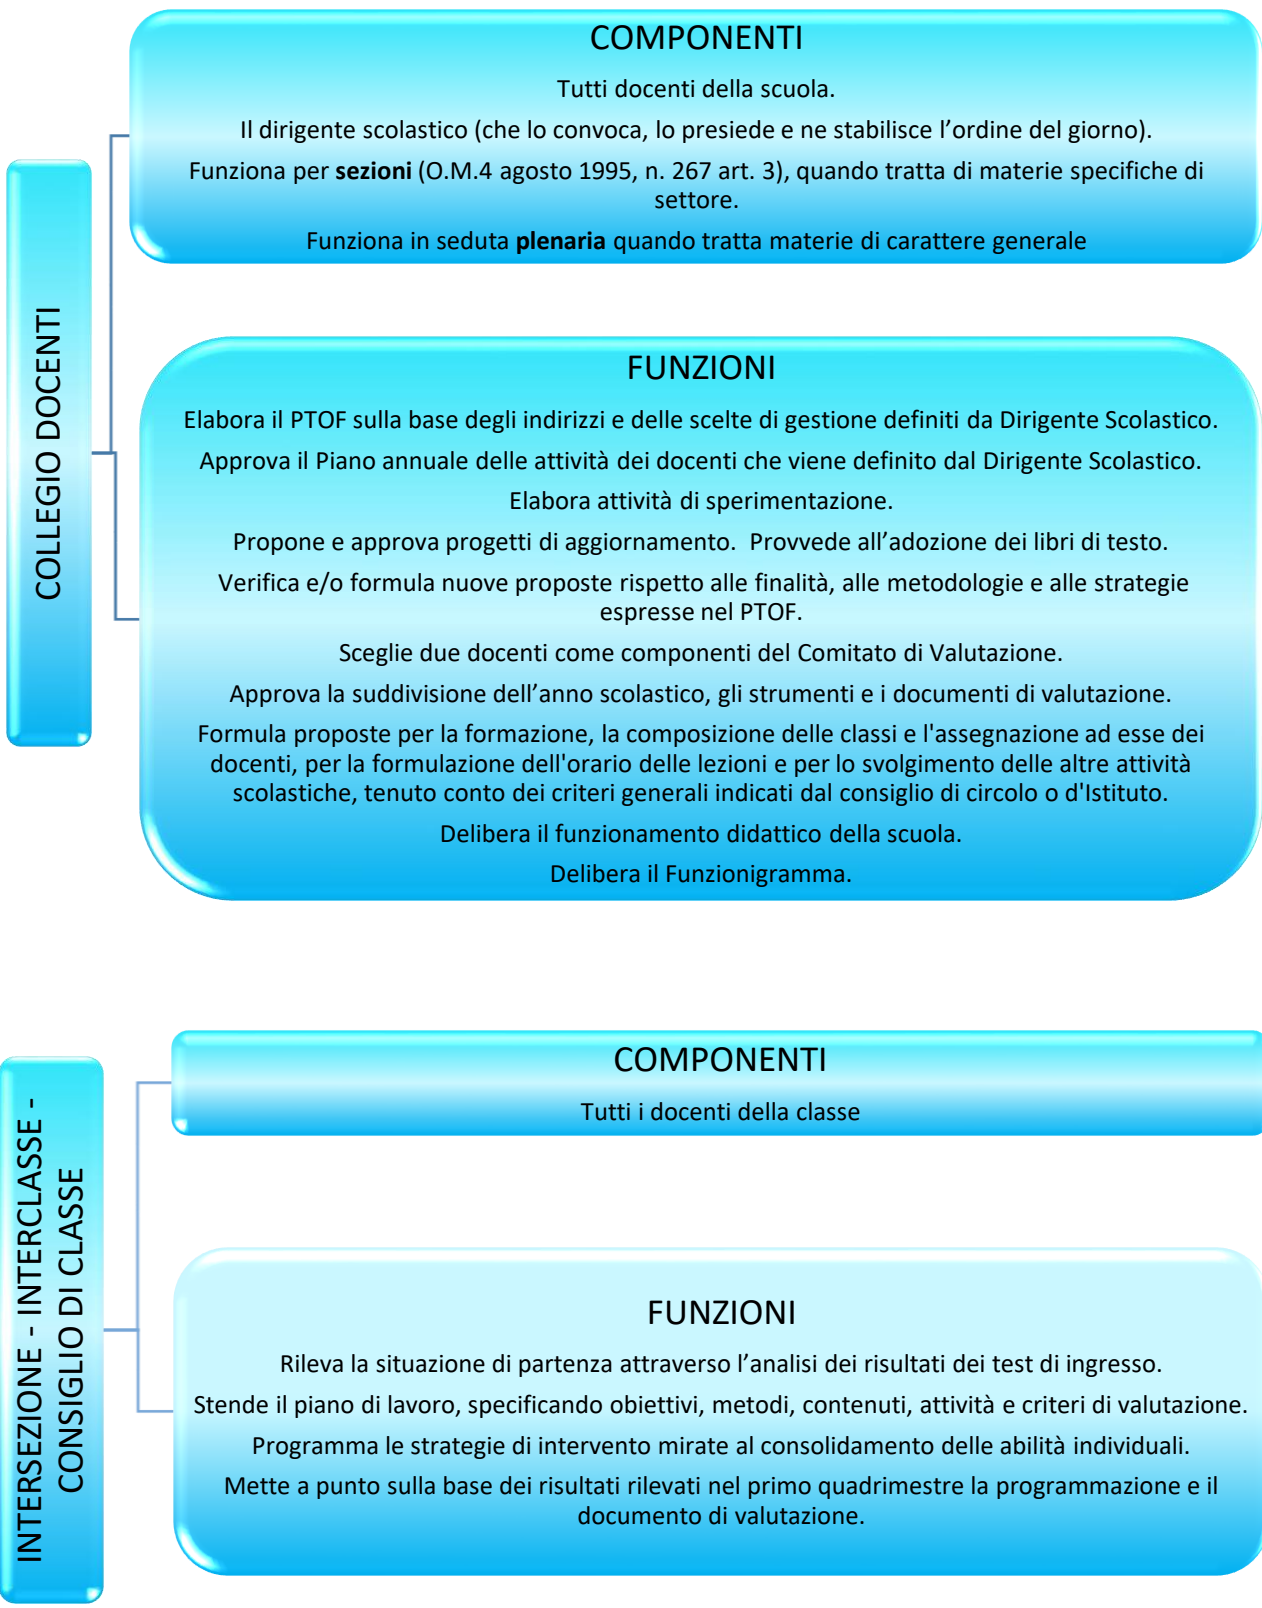 COLLEGIO DOCENTI
COMPONENTI
Tutti docenti della scuola.
Il dirigente scolastico (che lo convoca, lo presiede e ne stabilisce l’ordine del giorno).
Funziona per sezioni (O.M.4 agosto 1995, n. 267 art. 3), quando tratta di materie specifiche di
settore.
Funziona in seduta plenaria quando tratta materie di carattere generale
FUNZIONI
Elabora il PTOF sulla base degli indirizzi e delle scelte di gestione definiti da Dirigente Scolastico.
Approva il Piano annuale delle attività dei docenti che viene definito dal Dirigente Scolastico.
Elabora attività di sperimentazione.
Propone e approva progetti di aggiornamento.  Provvede all’adozione dei libri di testo.
Verifica e/o formula nuove proposte rispetto alle finalità, alle metodologie e alle strategie
espresse nel PTOF.
Sceglie due docenti come componenti del Comitato di Valutazione.
Approva la suddivisione dell’anno scolastico, gli strumenti e i documenti di valutazione.
Formula proposte per la formazione, la composizione delle classi e l'assegnazione ad esse dei
docenti, per la formulazione dell'orario delle lezioni e per lo svolgimento delle altre attività
scolastiche, tenuto conto dei criteri generali indicati dal consiglio di circolo o d'Istituto.
Delibera il funzionamento didattico della scuola.
Delibera il Funzionigramma.
INTERSEZIONE - INTERCLASSE -
CONSIGLIO DI CLASSE
COMPONENTI
Tutti i docenti della classe
FUNZIONI
Rileva la situazione di partenza attraverso l’analisi dei risultati dei test di ingresso.
Stende il piano di lavoro, specificando obiettivi, metodi, contenuti, attività e criteri di valutazione.
Programma le strategie di intervento mirate al consolidamento delle abilità individuali.
Mette a punto sulla base dei risultati rilevati nel primo quadrimestre la programmazione e il
documento di valutazione.